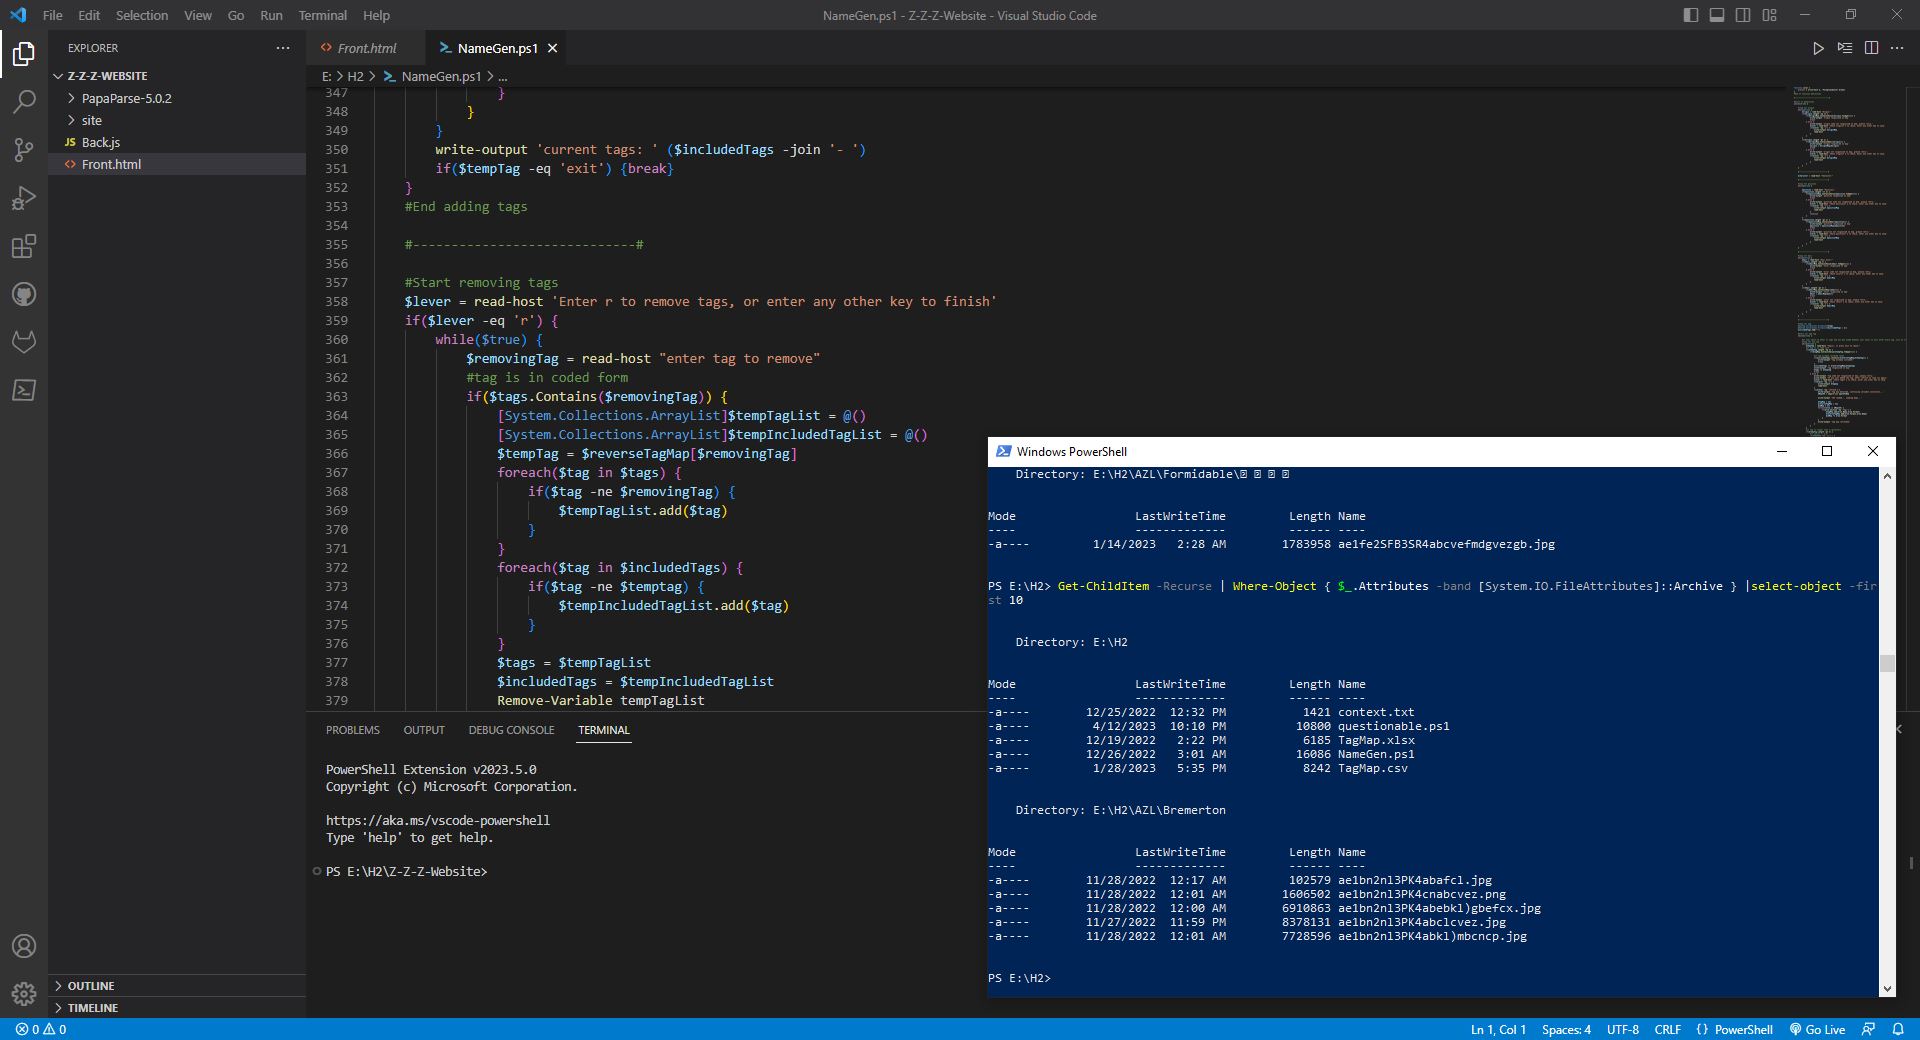 File Edit Selection View Go Run Terminal Help
NameGen.ps1 - Z-Z-Z-Website - Visual Studio Code
EXPLORER
Z-Z-Z-WEBSITE
PapaParse-5.0.2
site
JS Back.js
<> Front.html
OUTLINE
TIMELINE
<> Front.html
NameGen.ps1
E: > H2 > NameGen.ps1 > ...
347 }
348 }
349 }
350 write-output 'current tags: ' ($includedTags -join '- ')
351 if($tempTag -eq 'exit') {break}
352 }
353 #End adding tags
354
355 #-----------------------------#
356
357 #Start removing tags
358 $lever = read-host 'Enter r to remove tags, or enter any other key to finish'
359 if($lever -eq 'r') {
360 while($true) {
361 $removingTag = read-host "enter tag to remove"
362 #tag is in coded form
363 if($tags.Contains($removingTag)) {
364 [System.Collections.ArrayList]$tempTagList = @()
365 [System.Collections.ArrayList]$tempIncludedTagList = @()
366 $tempTag = $reverseTagMap[$removingTag]
367 foreach($tag in $tags) {
368 if($tag -ne $removingTag) {
369 $tempTagList.add($tag)
370 }
371 }
372 foreach($tag in $includedTags) {
373 if($tag -ne $temptag) {
374 $tempIncludedTagList.add($tag)
375 }
376 }
377 $tags = $tempTagList
378 $includedTags = $tempIncludedTagList
379 Remove-Variable tempTagList
PROBLEMS OUTPUT DEBUG CONSOLE TERMINAL
PowerShell Extension v2023.5.0
Copyright (c) Microsoft Corporation.
https://aka.ms/vscode-powershell
Type 'help' to get help.
PS E:\H2\Z-Z-Z-Website>
Windows PowerShell
Directory: E:\H2\AZL\Formidable\
Mode LastWriteTime Length Name
---- ------------- ------ ----
-a---- 1/14/2023 2:28 AM 1783958 ae1fe2SFB3SR4abcvefmdgvezgb.jpg
PS E:\H2> Get-ChildItem -Recurse | Where-Object { $_.Attributes -band [System.IO.FileAttributes]::Archive } |select-object -fir
st 10
Directory: E:\H2
Mode LastWriteTime Length Name
---- ------------- ------ ----
-a---- 12/25/2022 12:32 PM 1421 context.txt
-a---- 4/12/2023 10:10 PM 10800 questionable.ps1
-a---- 12/19/2022 2:22 PM 6185 TagMap.xlsx
-a---- 12/26/2022 3:01 AM 16086 NameGen.ps1
-a---- 1/28/2023 5:35 PM 8242 TagMap.csv
Directory: E:\H2\AZL\Bremerton
Mode LastWriteTime Length Name
---- ------------- ------ ----
-a---- 11/28/2022 12:17 AM 102579 ae1bn2nl3PK4abafcl.jpg
-a---- 11/28/2022 12:01 AM 1606502 ae1bn2nl3PK4cnabcvez.png
-a---- 11/28/2022 12:00 AM 6910863 ae1bn2nl3PK4abebkl)gbefcx.jpg
-a---- 11/27/2022 11:59 PM 8378131 ae1bn2nl3PK4abclcvez.jpg
-a---- 11/28/2022 12:01 AM 7728596 ae1bn2nl3PK4abkl)mbcncp.jpg
PS E:\H2>
0 0
Ln 1, Col 1 Spaces: 4 UTF-8 CRLF {} PowerShell Go Live